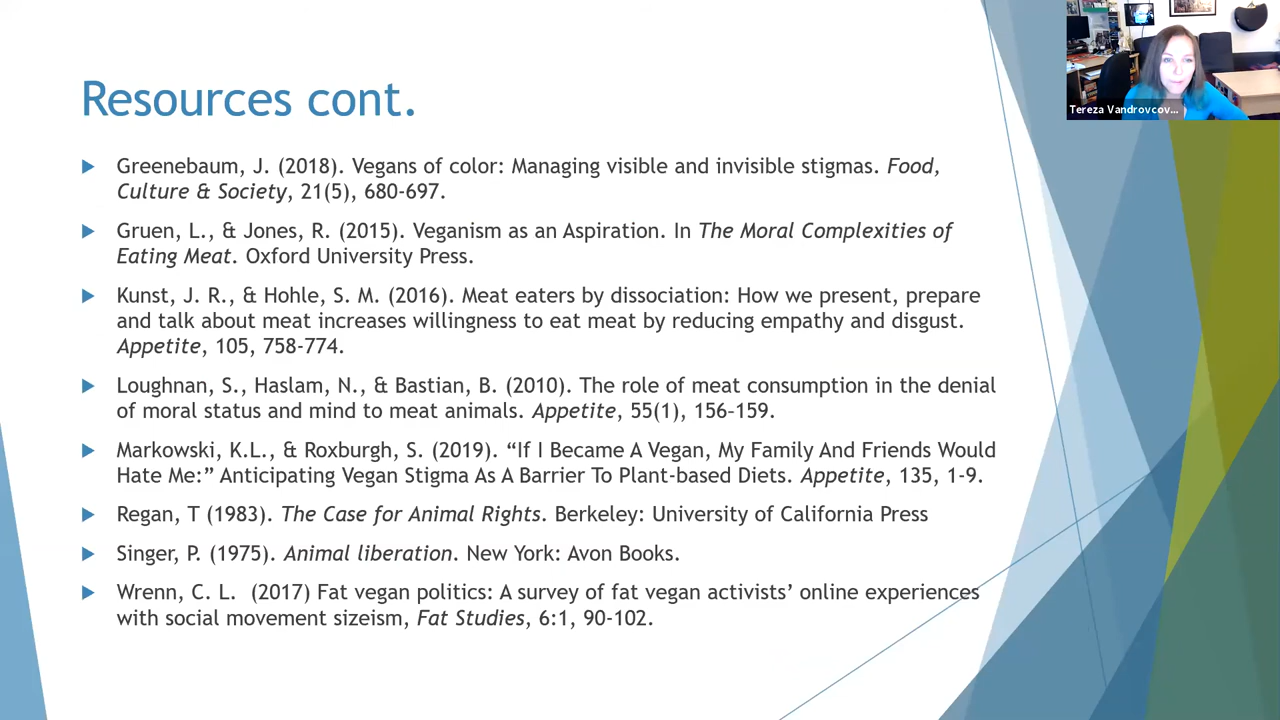 Resources cont.
Greenebaum, J. (2018). Vegans of color: Managing visible and invisible stigmas. Food,
Culture & Society, 21(5), 680-697.
Gruen, L., & Jones, R. (2015). Veganism as an Aspiration. In The Moral Complexities of
Eating Meat. Oxford University Press.
Kunst, J. R., & Hohle, S. M. (2016). Meat eaters by dissociation: How we present, prepare
and talk about meat increases willingness to eat meat by reducing empathy and disgust.
Appetite, 105, 758-774.
Loughnan, S., Haslam, N., & Bastian, B. (2010). The role of meat consumption in the denial
of moral status and mind to meat animals. Appetite, 55(1), 156–159.
Markowski, K.L., & Roxburgh, S. (2019). “If I Became A Vegan, My Family And Friends Would
Hate Me:” Anticipating Vegan Stigma As A Barrier To Plant-based Diets. Appetite, 135, 1-9.
Regan, T (1983). The Case for Animal Rights. Berkeley: University of California Press
Singer, P. (1975). Animal liberation. New York: Avon Books.
Wrenn, C. L.  (2017) Fat vegan politics: A survey of fat vegan activists’ online experiences
with social movement sizeism, Fat Studies, 6:1, 90-102.
Tereza Vandrovcov...